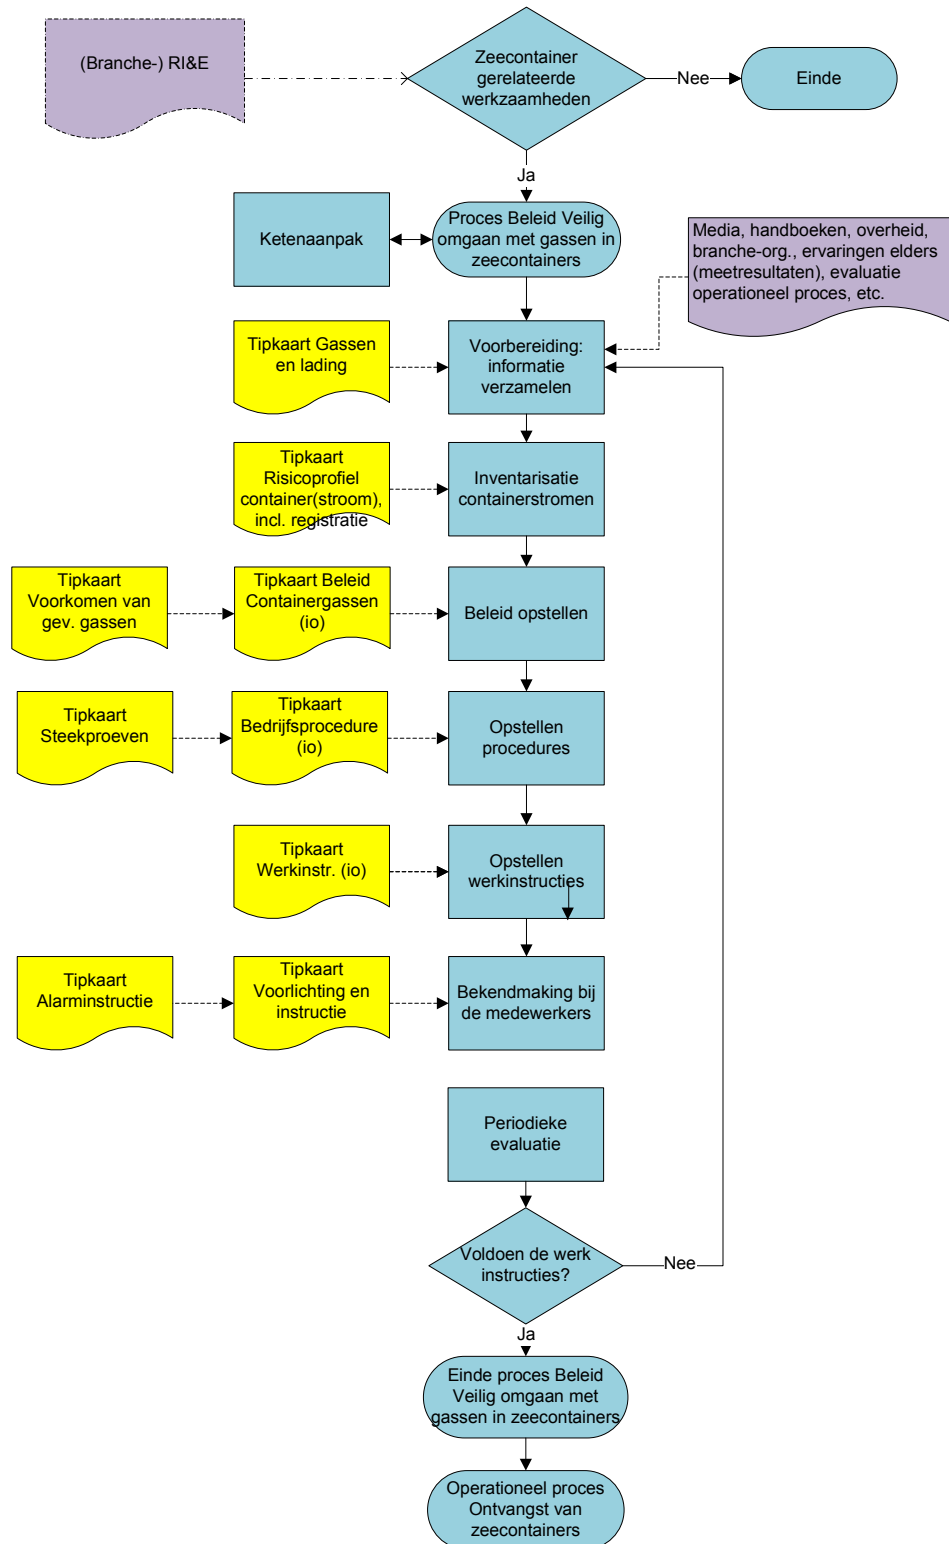 (Branche-) RI&E
Zeecontainer
gerelateerde
werkzaamheden
Nee
Einde
Ja
Ketenaanpak
Proces Beleid Veilig
omgaan met gassen in
zeecontainers
Media, handboeken, overheid,
branche-org., ervaringen elders
(meetresultaten), evaluatie
operationeel proces, etc.
Tipkaart Gassen
en lading
Voorbereiding:
informatie
verzamelen
Tipkaart
Risicoprofiel
container(stroom),
incl. registratie
Inventarisatie
containerstromen
Tipkaart
Voorkomen van
gev. gassen
Tipkaart Beleid
Containergassen
(io)
Beleid opstellen
Tipkaart
Steekproeven
Tipkaart
Bedrijfsprocedure
(io)
Opstellen
procedures
Tipkaart
Werkinstr. (io)
Opstellen
werkinstructies
Tipkaart
Alarminstructie
Tipkaart
Voorlichting en
instructie
Bekendmaking bij
de medewerkers
Periodieke
evaluatie
Voldoen de werk
instructies?
Nee
Ja
Einde proces Beleid
Veilig omgaan met
gassen in zeecontainers
Operationeel proces
Ontvangst van
zeecontainers